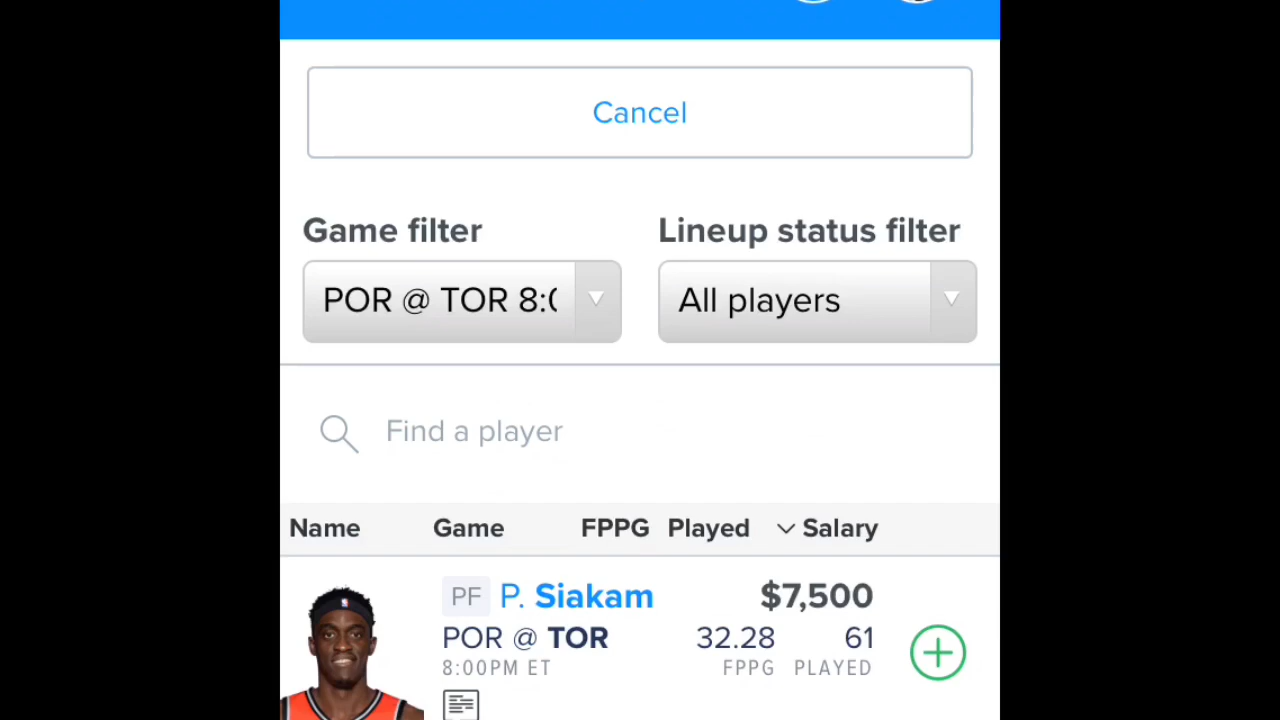 Cancel
Game filter
Lineup status filter
POR @ TOR 8:0
All players
Find a player
Name Game FPPG Played Salary
PF P. Siakam $7,500
POR @ TOR 32.28 61
8:00PM ET FPPG PLAYED